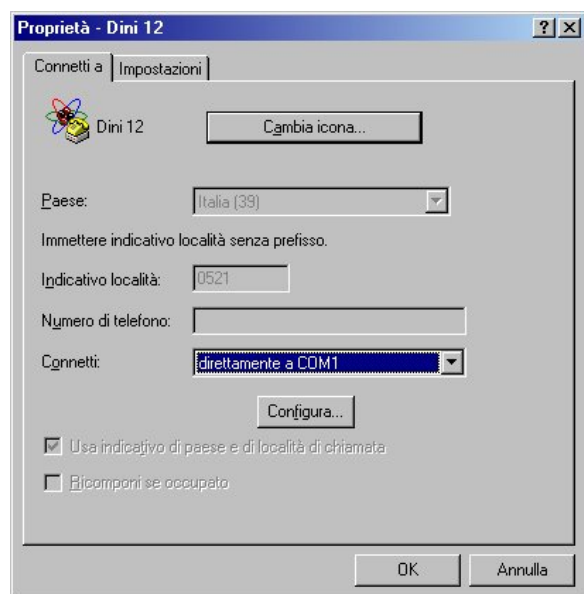 Proprietà - Dini 12
Connetti a Impostazioni
Dini 12 Cambia icona...
Paese: Italia (39)
Immettere indicativo località senza prefisso.
Indicativo località: 0521
Numero di telefono:
Connetti: direttamente a COM1
Configura...
Usa indicativo di paese e di località di chiamata
Ricomponi se occupato
OK Annulla